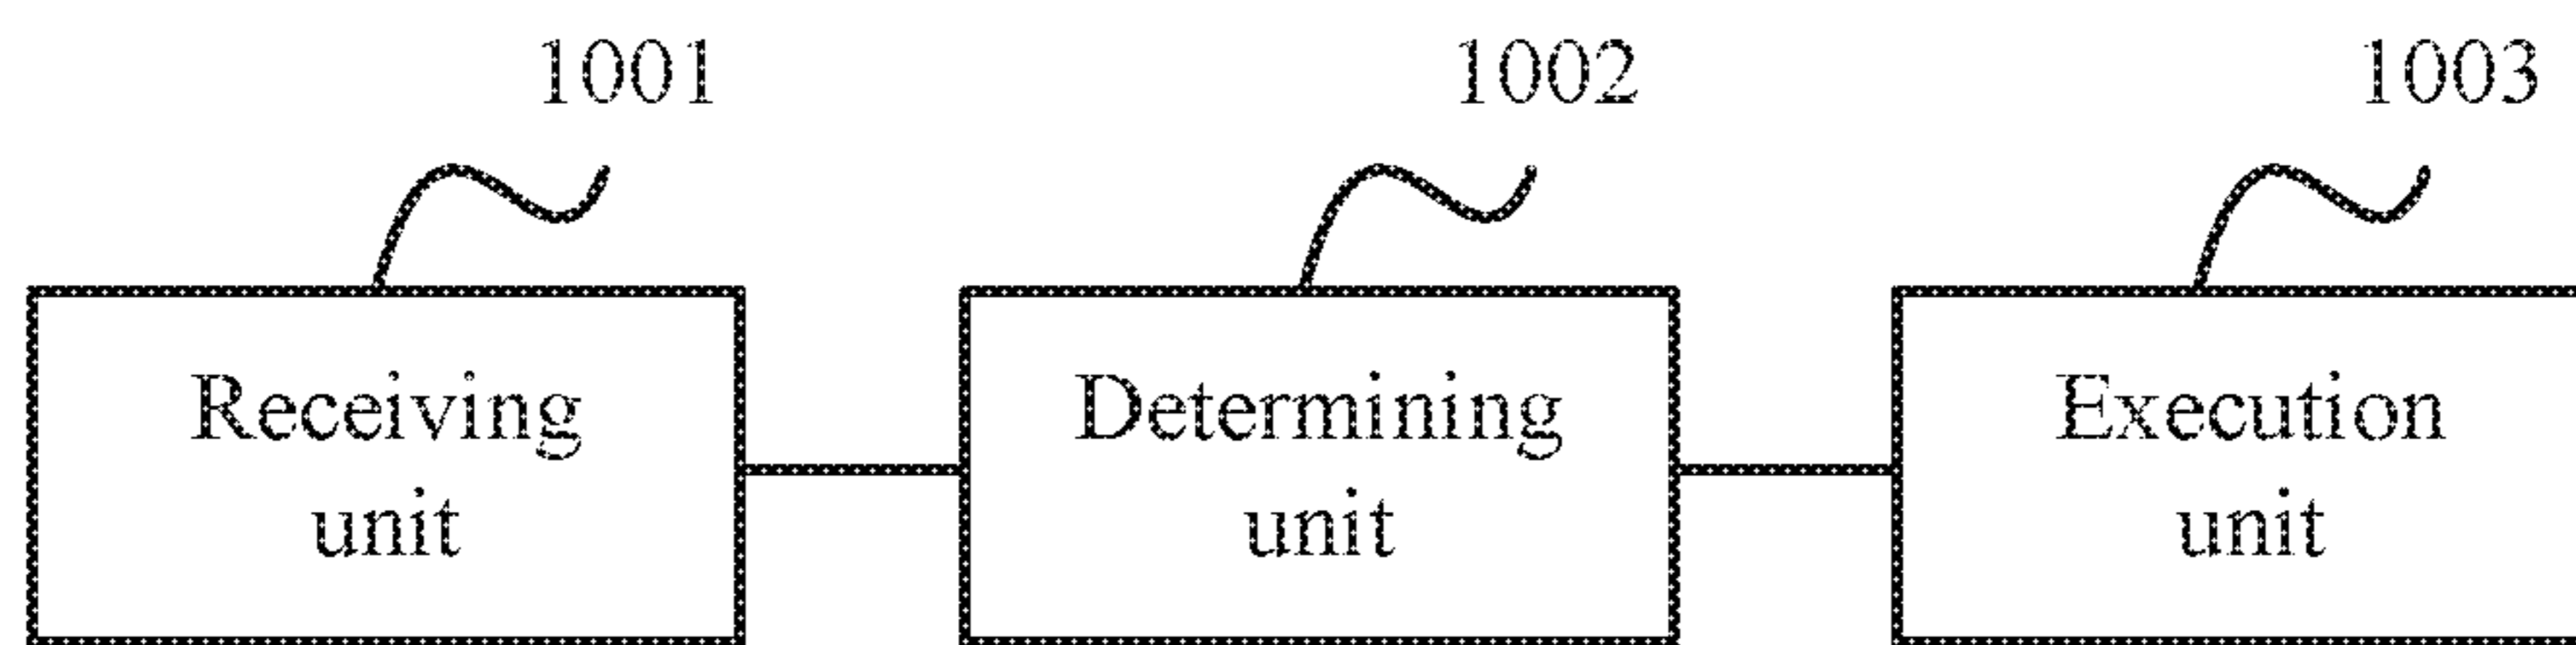 1001
1002
1003
Receiving
unit
Determining
unit
Execution
unit